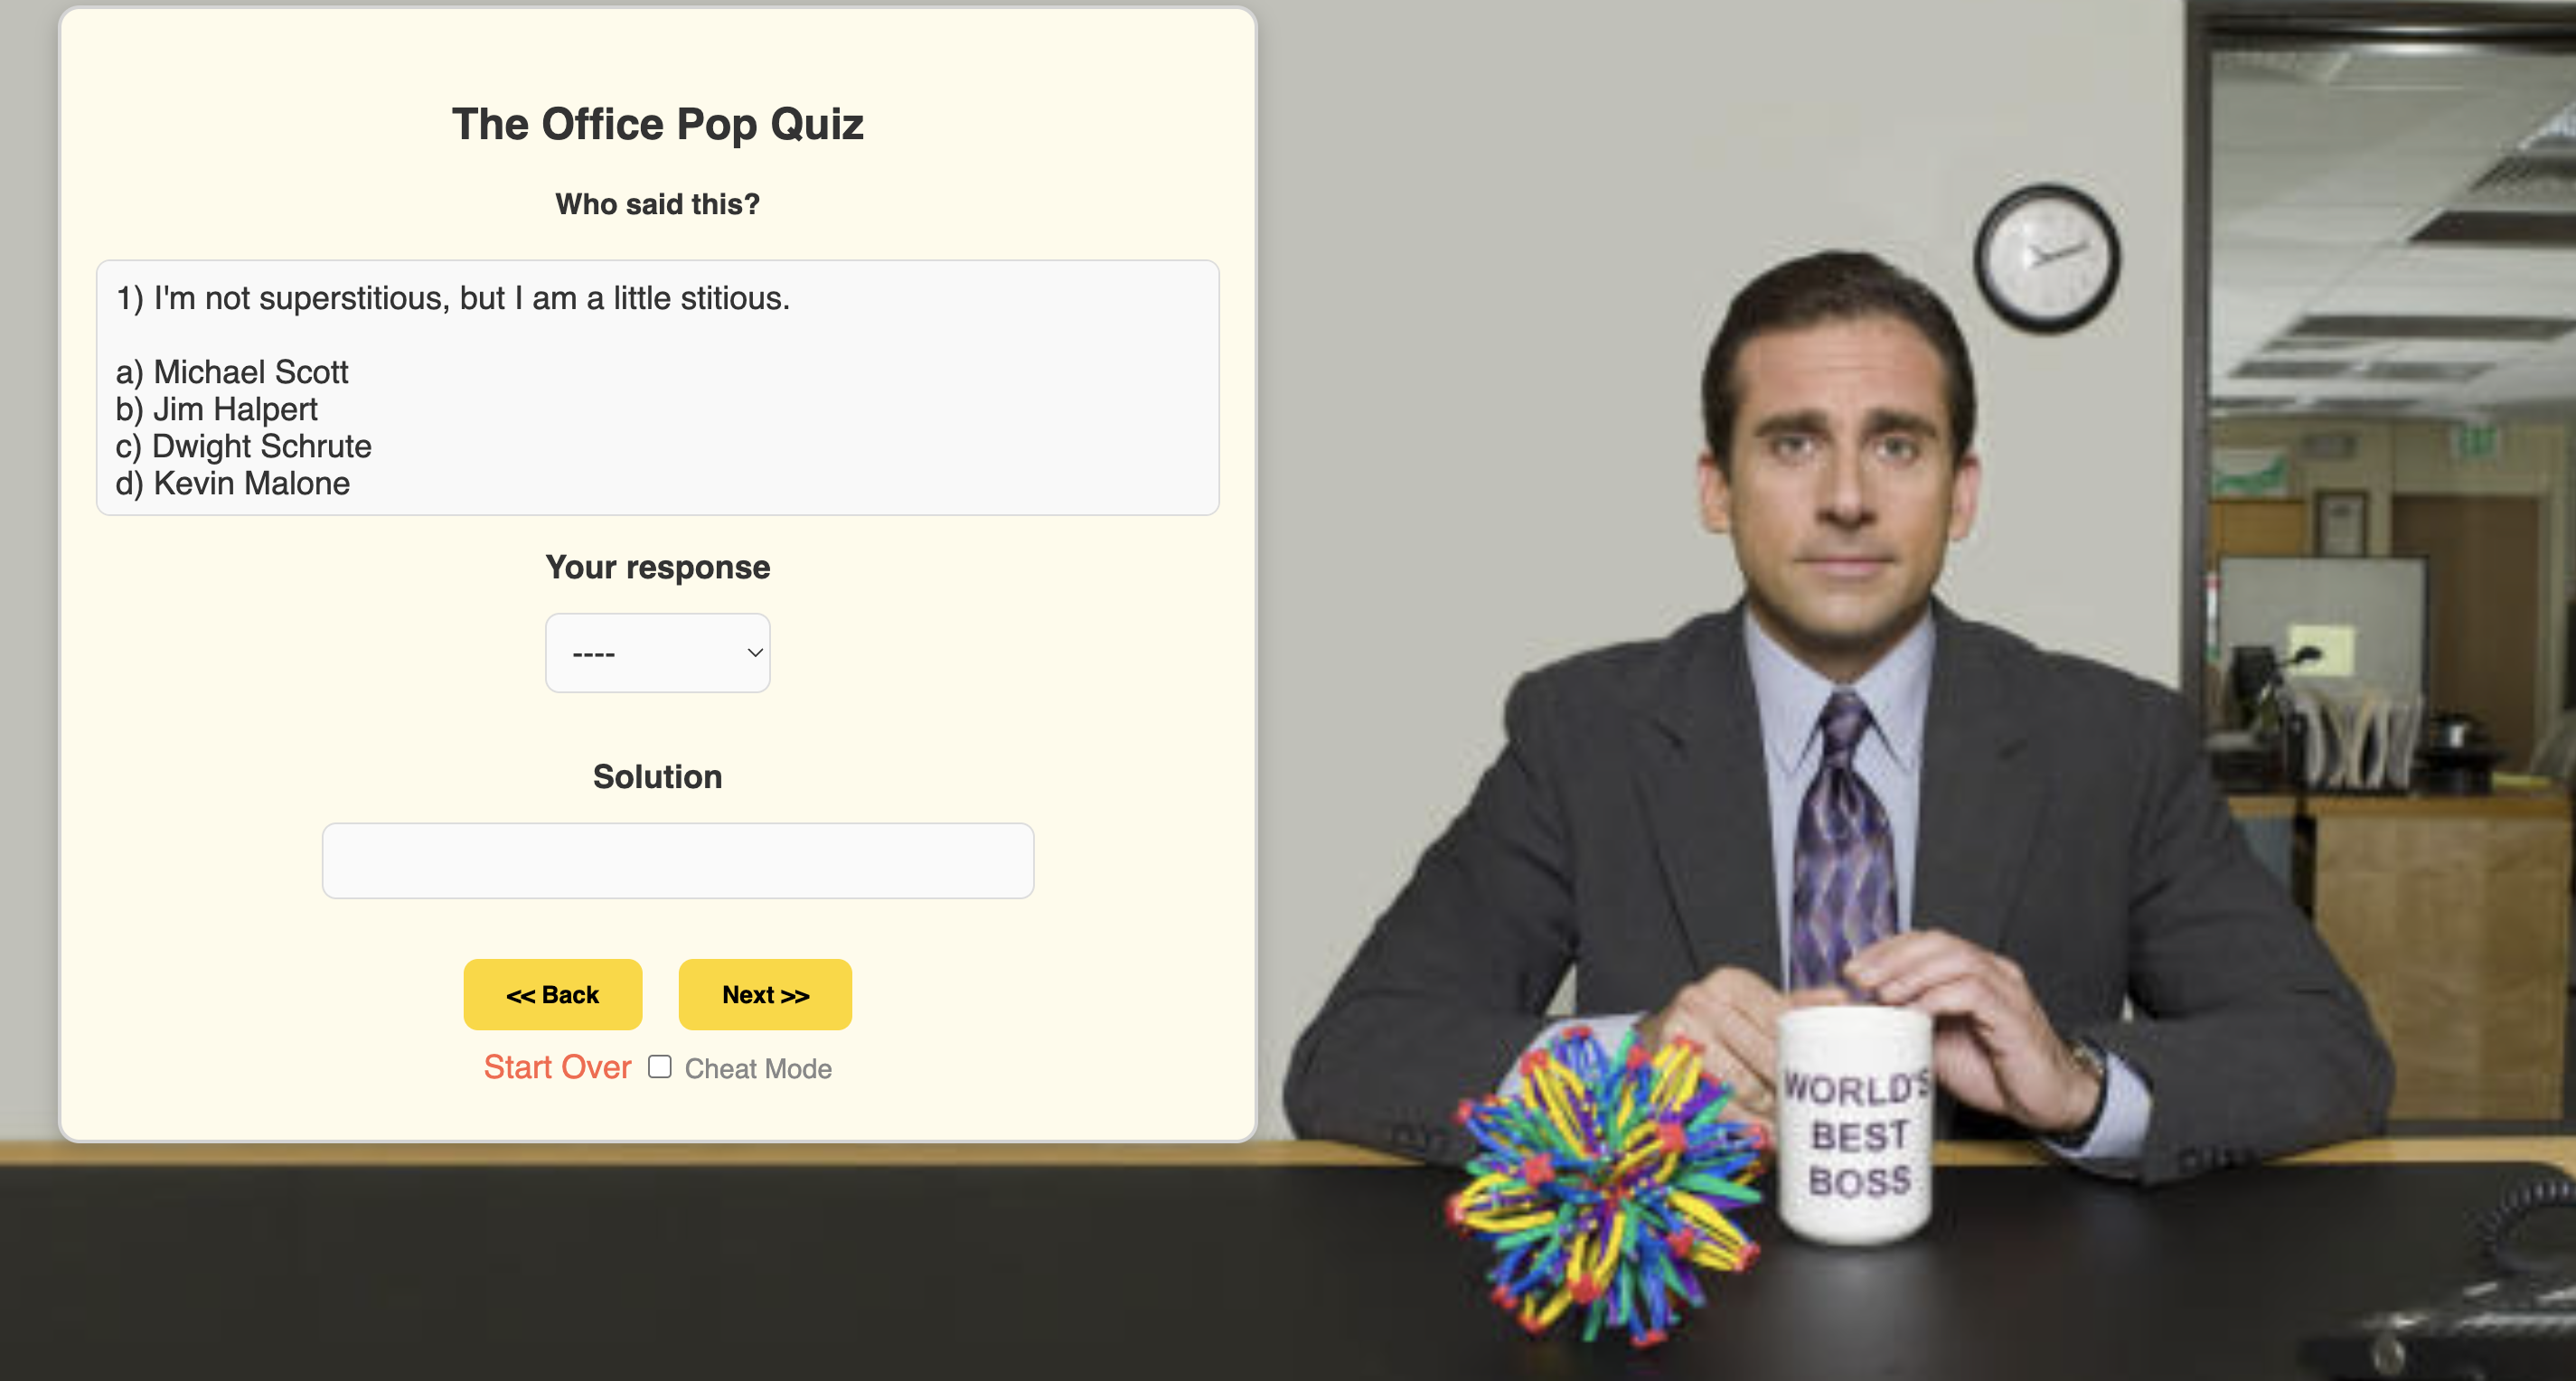 The Office Pop Quiz
Who said this?
1) I'm not superstitious, but I am a little stitious.
a) Michael Scott
b) Jim Halpert
c) Dwight Schrute
d) Kevin Malone
Your response
----
Solution
<< Back
Next >>
Start Over
Cheat Mode
WORLD'S
BEST
BOSS